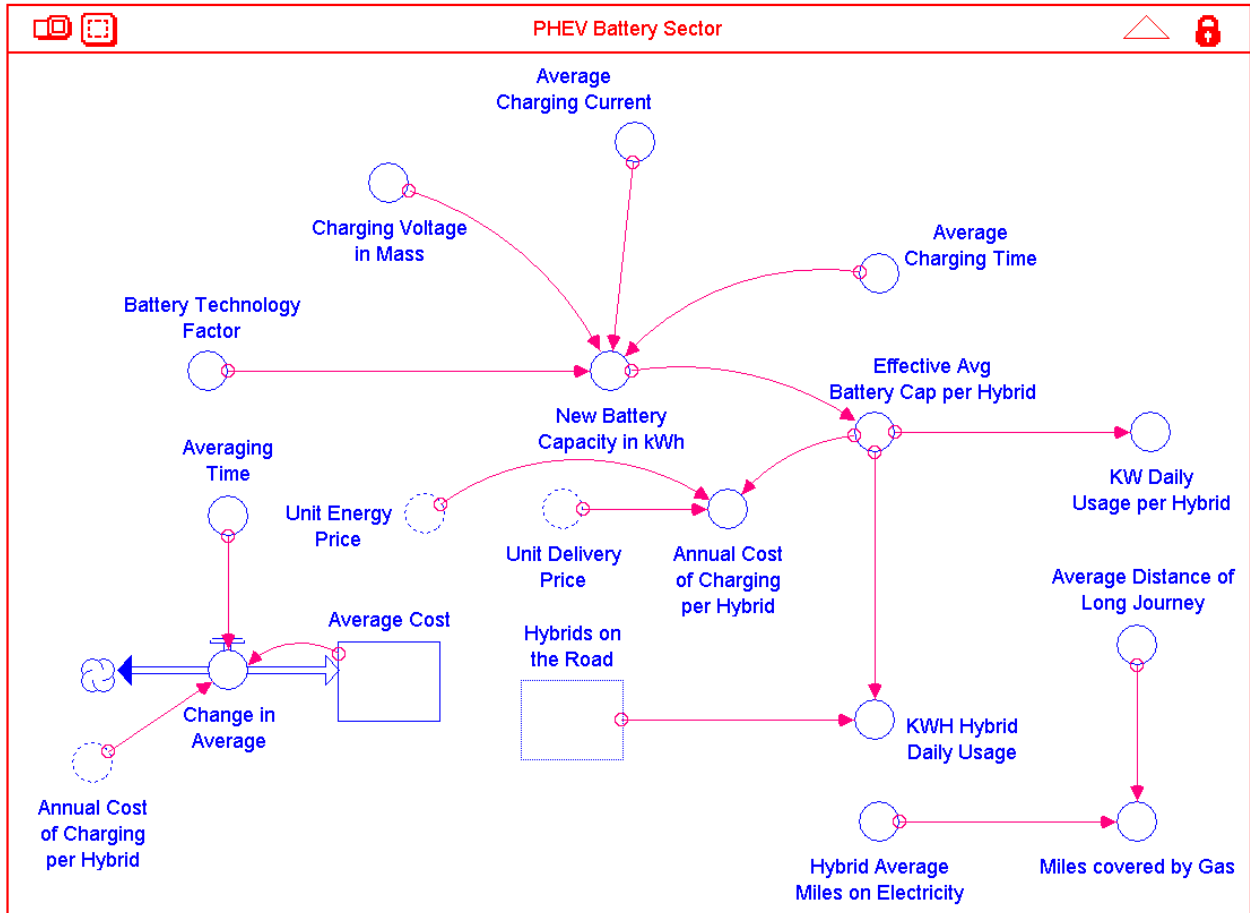 PHEV Battery Sector
Average
Charging Current
Charging Voltage
in Mass
Average
Charging Time
Battery Technology
Factor
New Battery
Capacity in kWh
Effective Avg
Battery Cap per Hybrid
Averaging
Time
Unit Energy
Price
Unit Delivery
Price
Annual Cost
of Charging
per Hybrid
KW Daily
Usage per Hybrid
Average Distance of
Long Journey
Average Cost
Hybrids on
the Road
Change in
Average
KWH Hybrid
Daily Usage
Annual Cost
of Charging
per Hybrid
Hybrid Average
Miles on Electricity
Miles covered by Gas